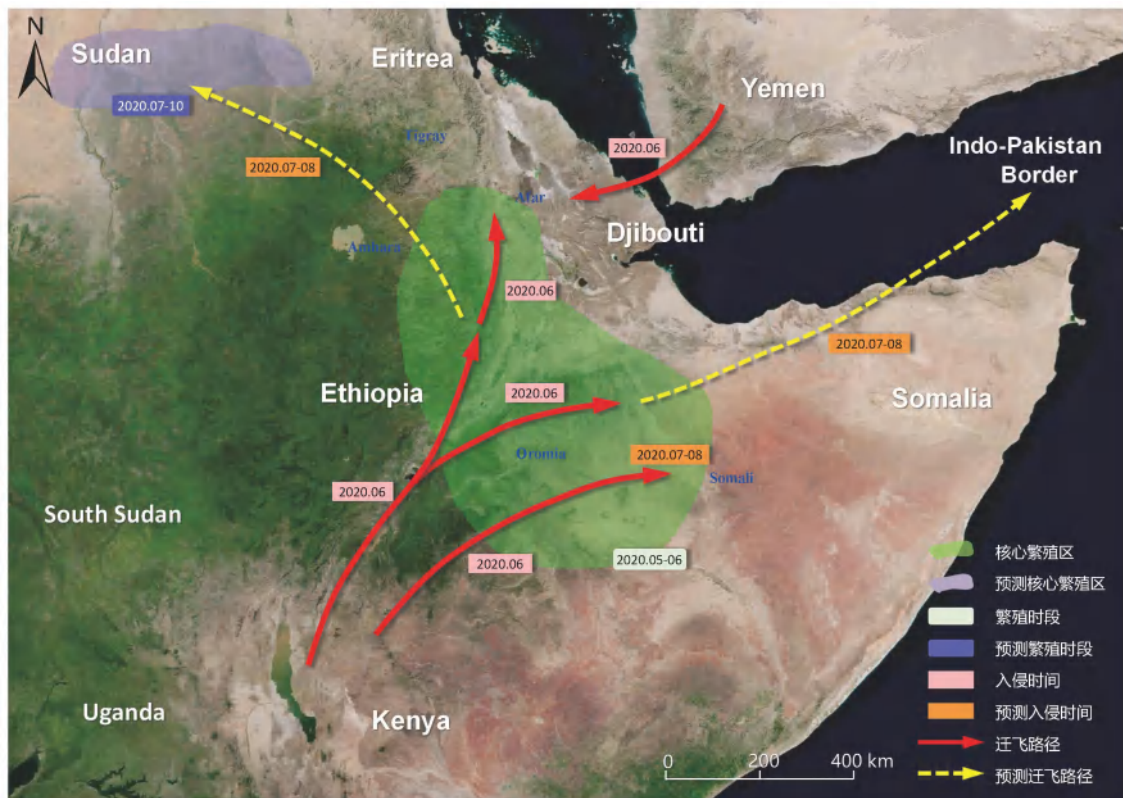 N
Sudan
Eritrea
Yemen
2020.07-10
Tigray
2020.06
2020.07-08
Indo-Pakistan
Border
Afar
Djibouti
Amhara
2020.06
2020.07-08
Ethiopia
2020.06
Somalia
Oromia
2020.07-08
Somali
2020.06
South Sudan
2020.06
2020.05-06
核心繁殖区
预测核心繁殖区
繁殖时段
预测繁殖时段
入侵时间
预测入侵时间
迁飞路径
预测迁飞路径
Uganda
Kenya
0 200 400 km